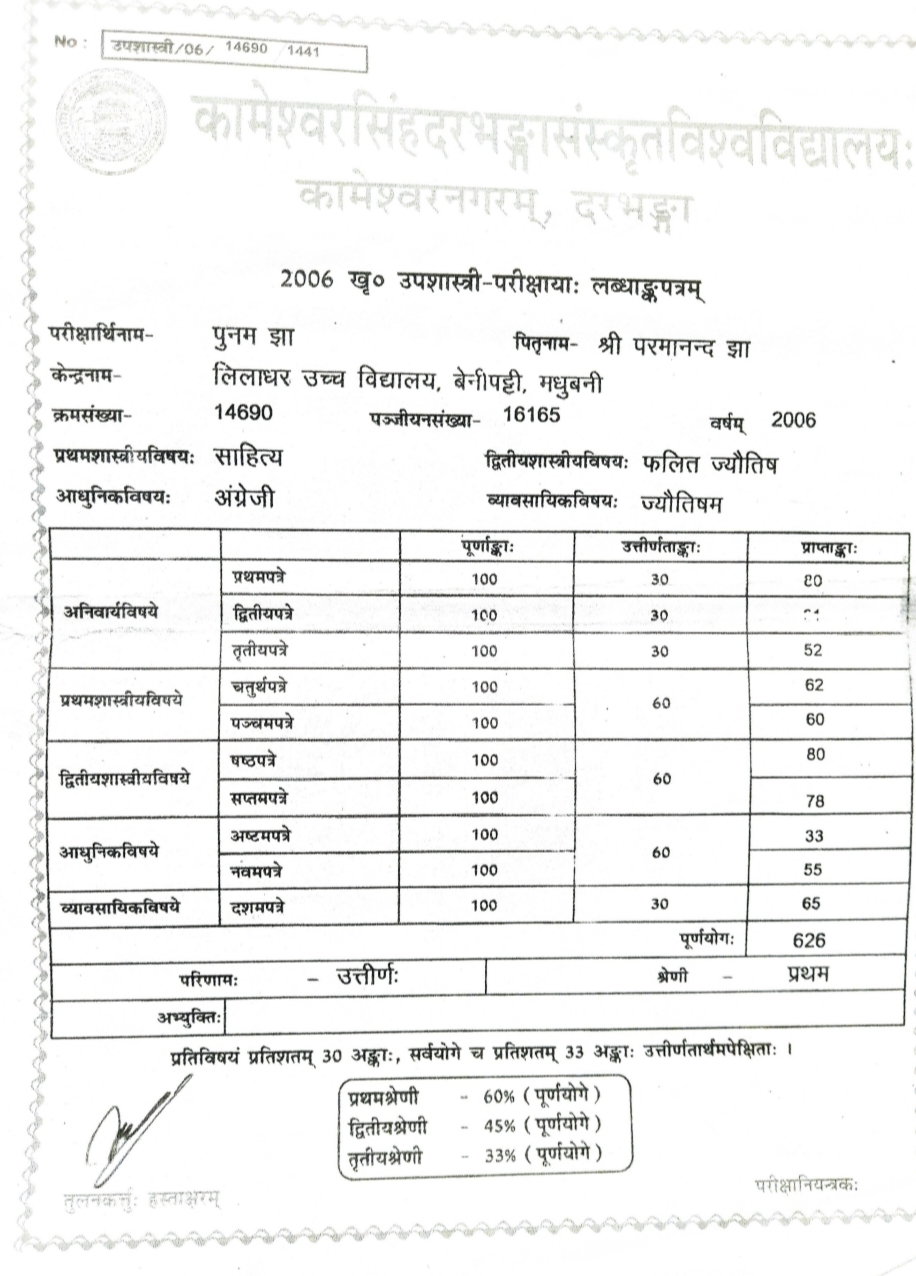 No : उपशास्त्री/06/ 14690 /1441
कामेश्वरसिंहदरभङ्गासंस्कृतविश्वविद्यालयः
कामेश्वरनगरम्, दरभङ्गा
2006 खृ० उपशास्त्री-परीक्षायाः लब्धाङ्कपत्रम्
परीक्षार्थिनाम- पुनम झा पितृनाम- श्री परमानन्द झा
केन्द्रनाम- लिलाधर उच्च विद्यालय, बेनीपट्टी, मधुबनी
क्रमसंख्या- 14690 पञ्जीयनसंख्या- 16165 वर्षम् 2006
प्रथमशास्त्रीयविषयः साहित्य द्वितीयशास्त्रीयविषयः फलित ज्यौतिष
आधुनिकविषयः अंग्रेजी व्यावसायिकविषयः ज्यौतिषम
पूर्णाङ्काः उत्तीर्णताङ्काः प्राप्ताङ्काः
अनिवार्यविषये प्रथमपत्रे 100 30 80
द्वितीयपत्रे 100 30
तृतीयपत्रे 100 30 52
प्रथमशास्त्रीयविषये चतुर्थपत्रे 100 60 62
पञ्चमपत्रे 100 60
द्वितीयशास्त्रीयविषये षष्ठपत्रे 100 60 80
सप्तमपत्रे 100 78
आधुनिकविषये अष्टमपत्रे 100 60 33
नवमपत्रे 100 55
व्यावसायिकविषये दशमपत्रे 100 30 65
पूर्णयोगः 626
परिणामः – उत्तीर्णः श्रेणी – प्रथम
अभ्युक्तिः
प्रतिविषयं प्रतिशतम् 30 अङ्काः, सर्वयोगे च प्रतिशतम् 33 अङ्काः उत्तीर्णतार्थमपेक्षिताः ।
प्रथमश्रेणी - 60% ( पूर्णयोगे )
द्वितीयश्रेणी - 45% ( पूर्णयोगे )
तृतीयश्रेणी - 33% ( पूर्णयोगे )
तुलनकर्त्तुः हस्ताक्षरम् परीक्षानियन्त्रकः